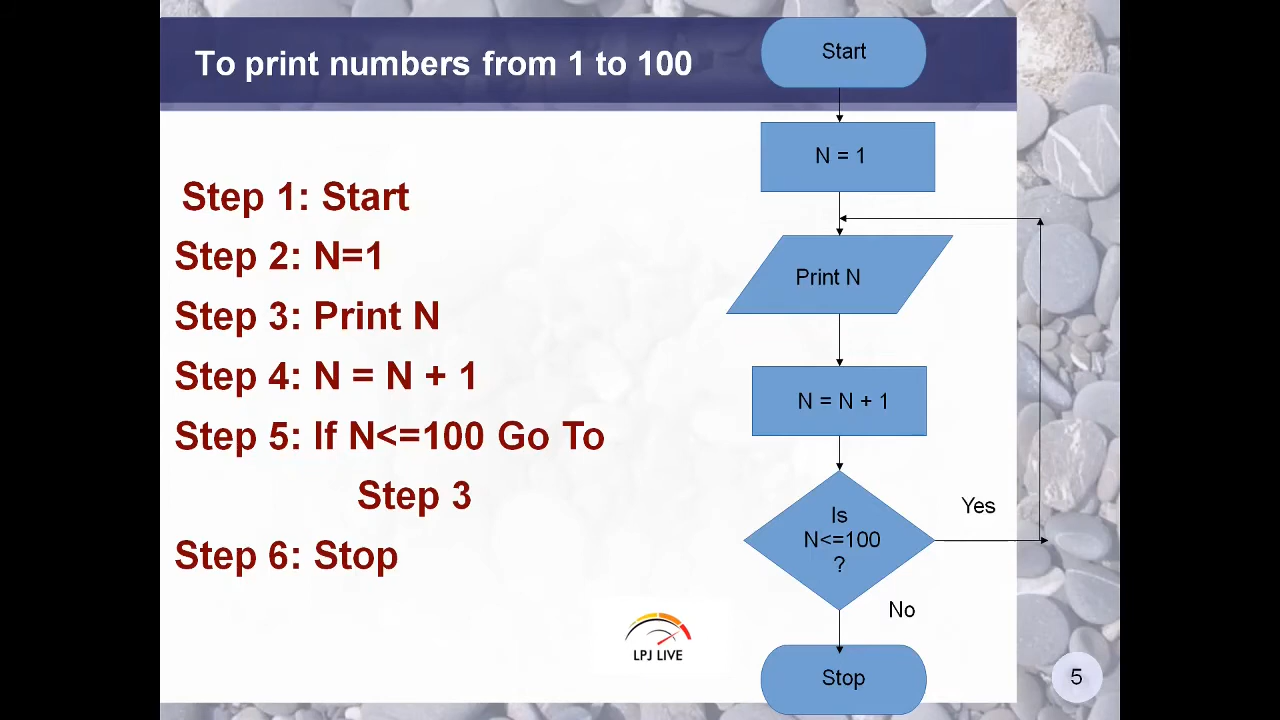 To print numbers from 1 to 100
Step 1: Start
Step 2: N=1
Step 3: Print N
Step 4: N = N + 1
Step 5: If N<=100 Go To
Step 3
Step 6: Stop
Start
N = 1
Print N
N = N + 1
Is
N<=100
?
Yes
No
Stop
LPJ LIVE
5